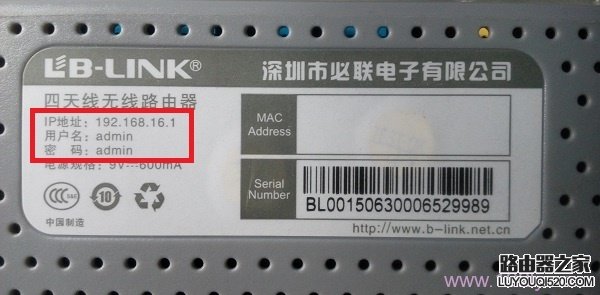 LB-LINK® 深圳市必联电子有限公司
四天线无线路由器
IP地址：192.168.16.1
用户名：admin
密 码：admin
电源规格：9V⎓600mA
MAC Address
Serial Number
BL00150630006529989
CCC S&E
10
中国制造
http://www.b-link.net.cn
路由器之家
LUYOUQI520.COM